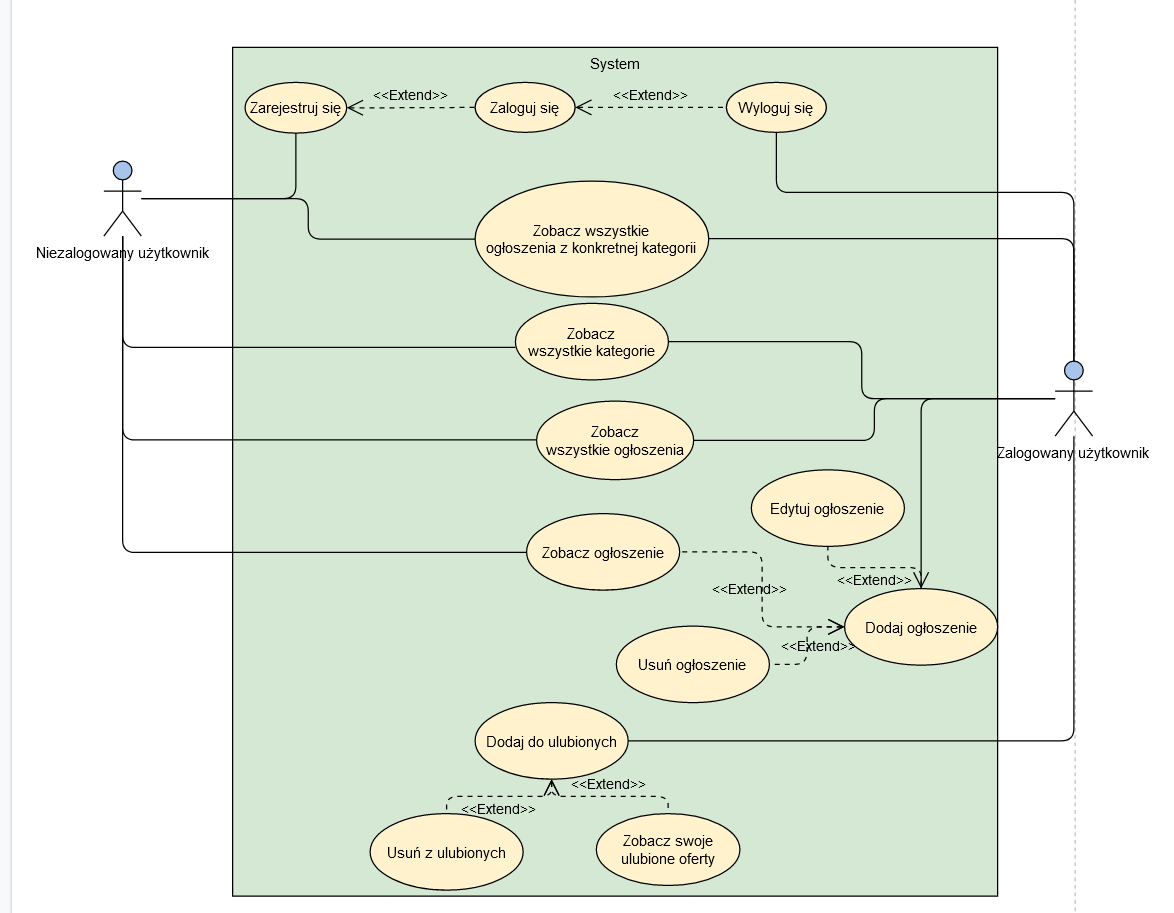 System
Zarejestruj się
<<Extend>>
Zaloguj się
<<Extend>>
Wyloguj się
Niezalogowany użytkownik
Zobacz wszystkie
ogłoszenia z konkretnej kategorii
Zobacz
wszystkie kategorie
Zobacz
wszystkie ogłoszenia
Zalogowany użytkownik
Edytuj ogłoszenie
Zobacz ogłoszenie
<<Extend>>
<<Extend>>
Dodaj ogłoszenie
<<Extend>>
Usuń ogłoszenie
Dodaj do ulubionych
<<Extend>>
<<Extend>>
Usuń z ulubionych
Zobacz swoje
ulubione oferty